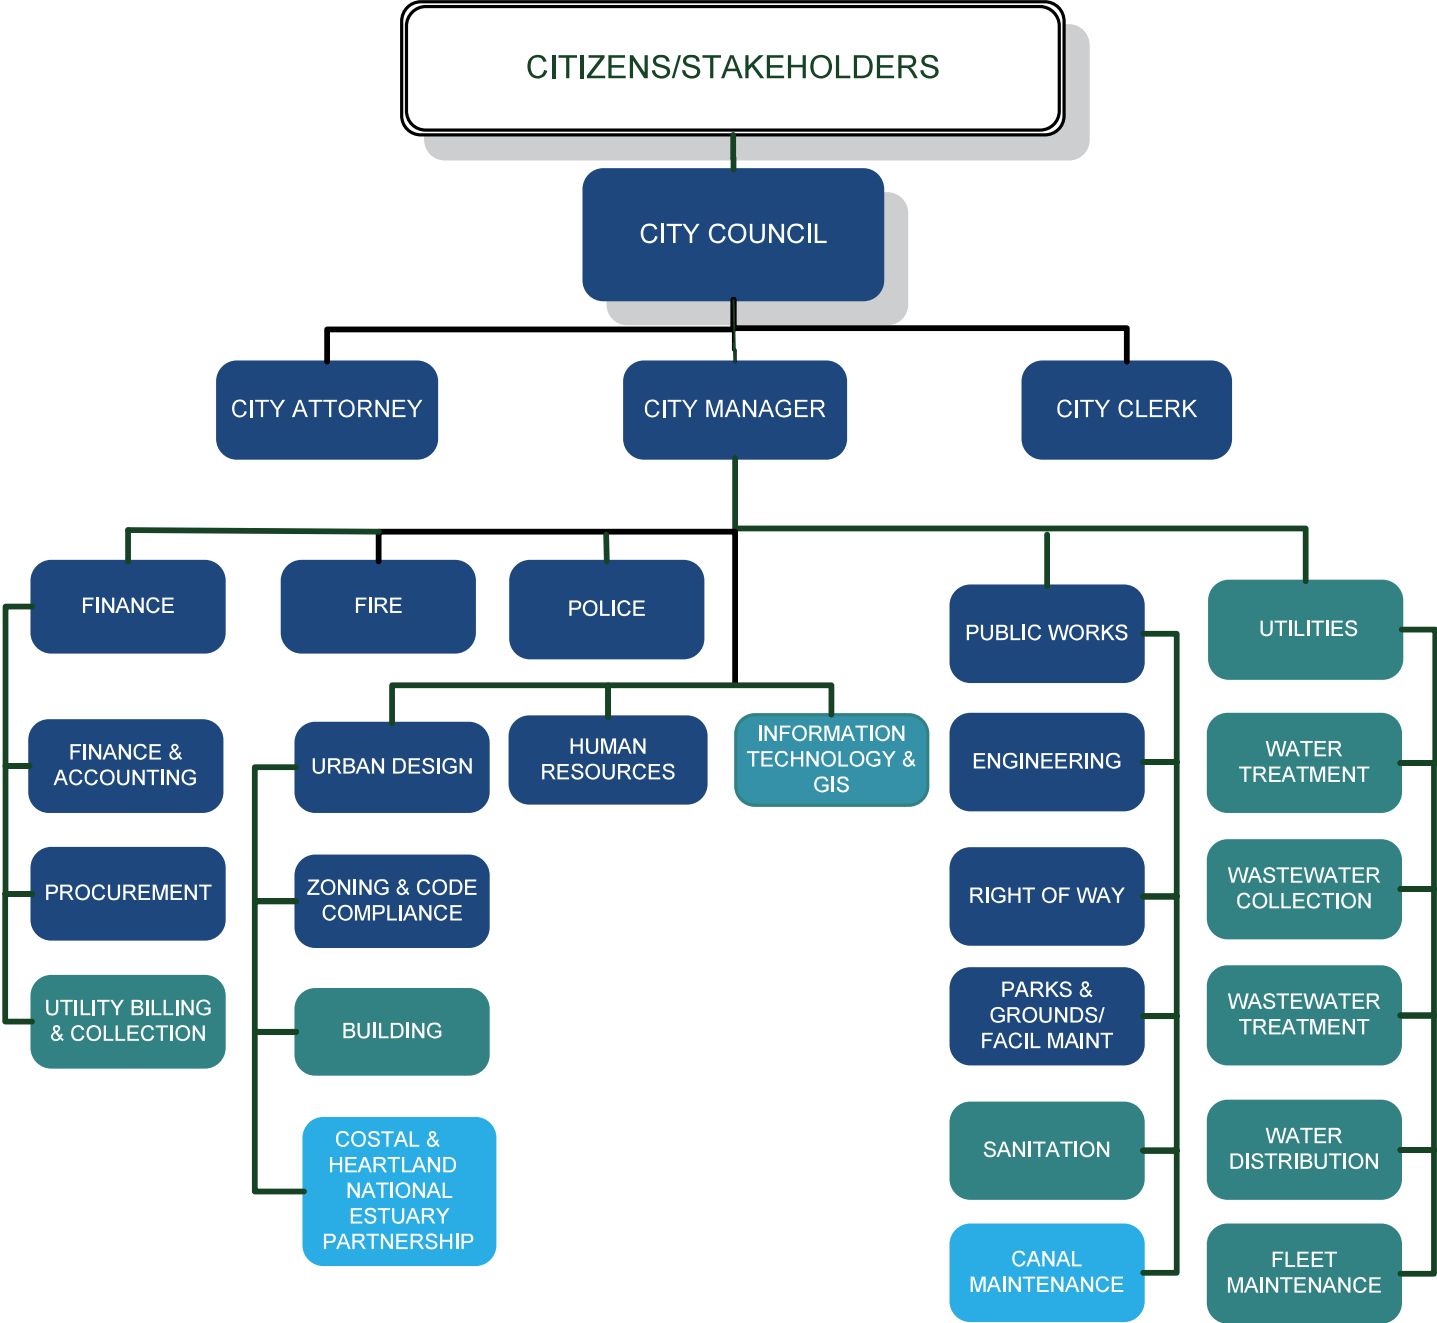 CITIZENS/STAKEHOLDERS
CITY COUNCIL
CITY ATTORNEY
CITY MANAGER
CITY CLERK
FINANCE
FIRE
POLICE
PUBLIC WORKS
UTILITIES
FINANCE &
ACCOUNTING
URBAN DESIGN
HUMAN
RESOURCES
INFORMATION
TECHNOLOGY &
GIS
ENGINEERING
WATER
TREATMENT
PROCUREMENT
ZONING & CODE
COMPLIANCE
RIGHT OF WAY
WASTEWATER
COLLECTION
UTILITY BILLING
& COLLECTION
BUILDING
PARKS &
GROUNDS/
FACIL MAINT
WASTEWATER
TREATMENT
COSTAL &
HEARTLAND
NATIONAL
ESTUARY
PARTNERSHIP
SANITATION
WATER
DISTRIBUTION
CANAL
MAINTENANCE
FLEET
MAINTENANCE